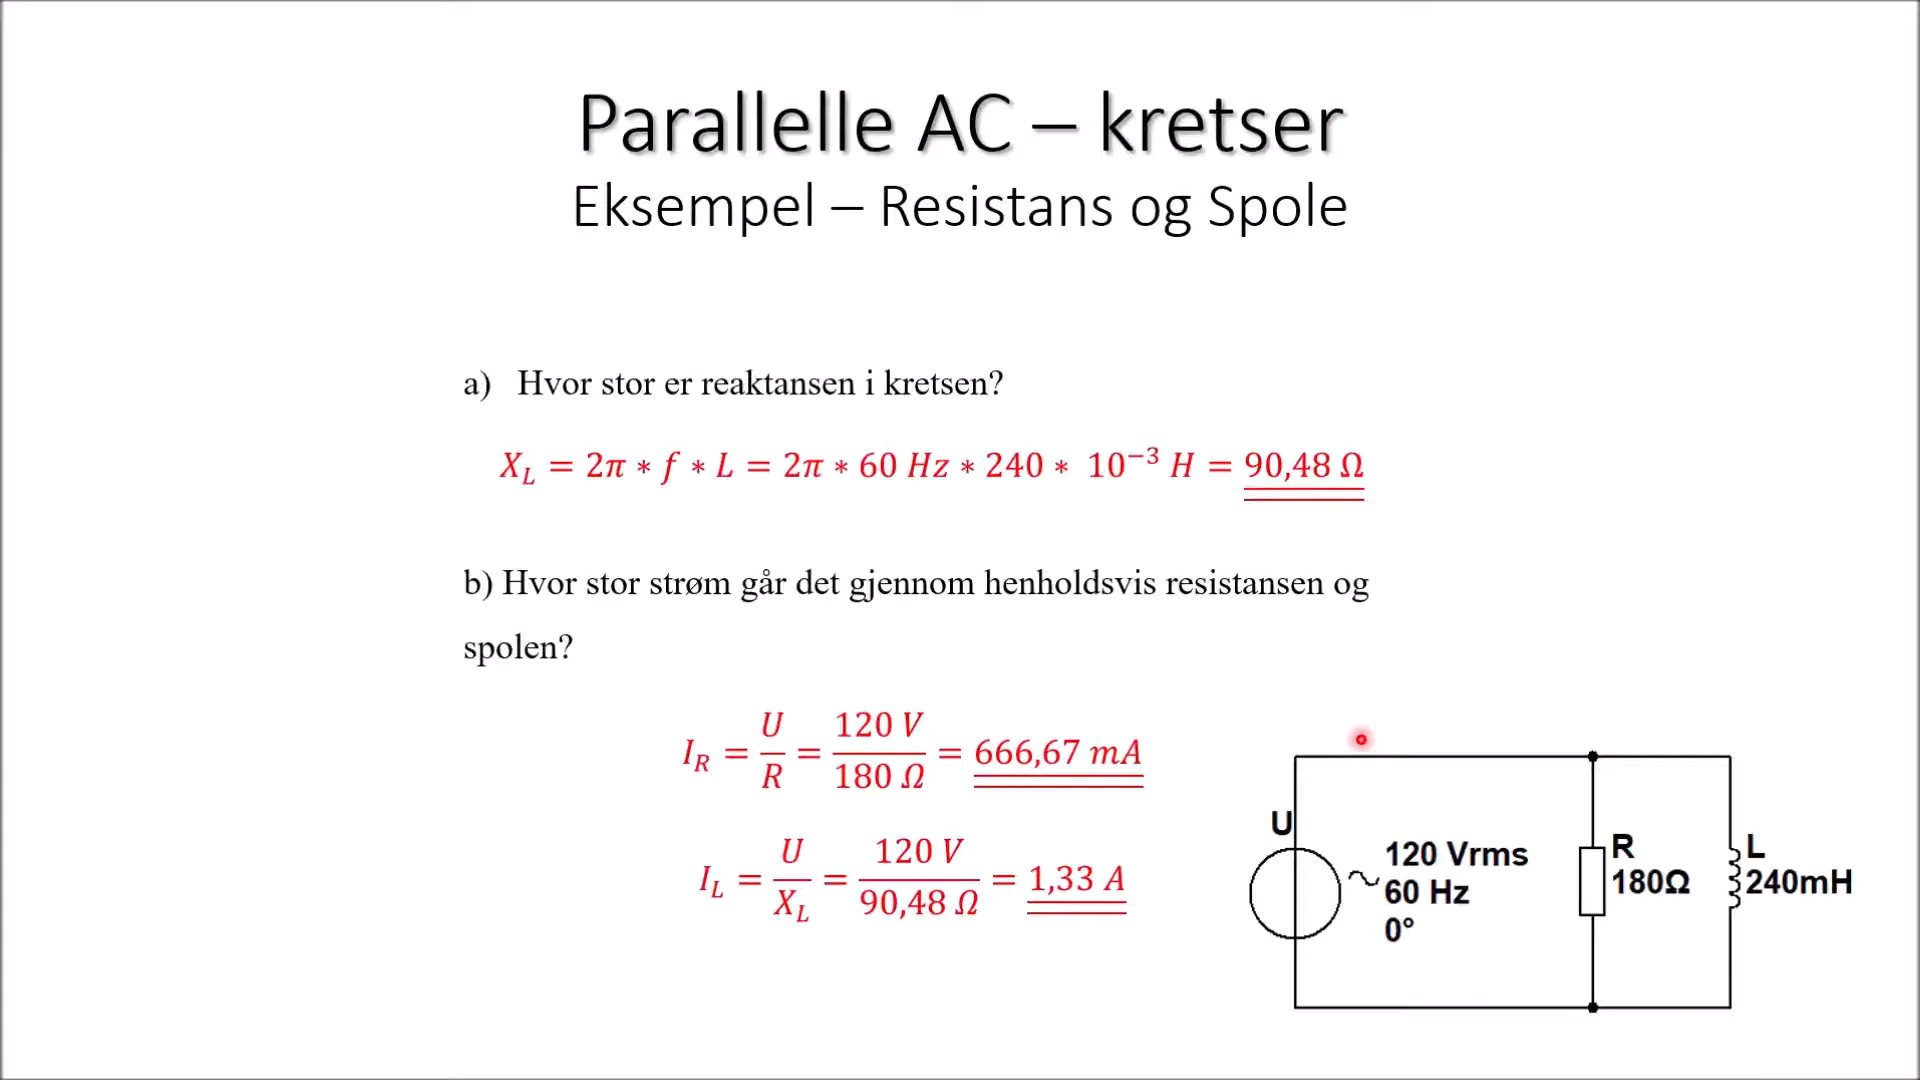 Parallelle AC – kretser
Eksempel – Resistans og Spole
a) Hvor stor er reaktansen i kretsen?
X_L = 2π * f * L = 2π * 60 Hz * 240 * 10^{-3} H = 90,48 Ω
b) Hvor stor strøm går det gjennom henholdsvis resistansen og
spolen?
I_R = U/R = 120 V/180 Ω = 666,67 mA
I_L = U/X_L = 120 V/90,48 Ω = 1,33 A
U
120 Vrms
60 Hz
0°
R
180Ω
L
240mH